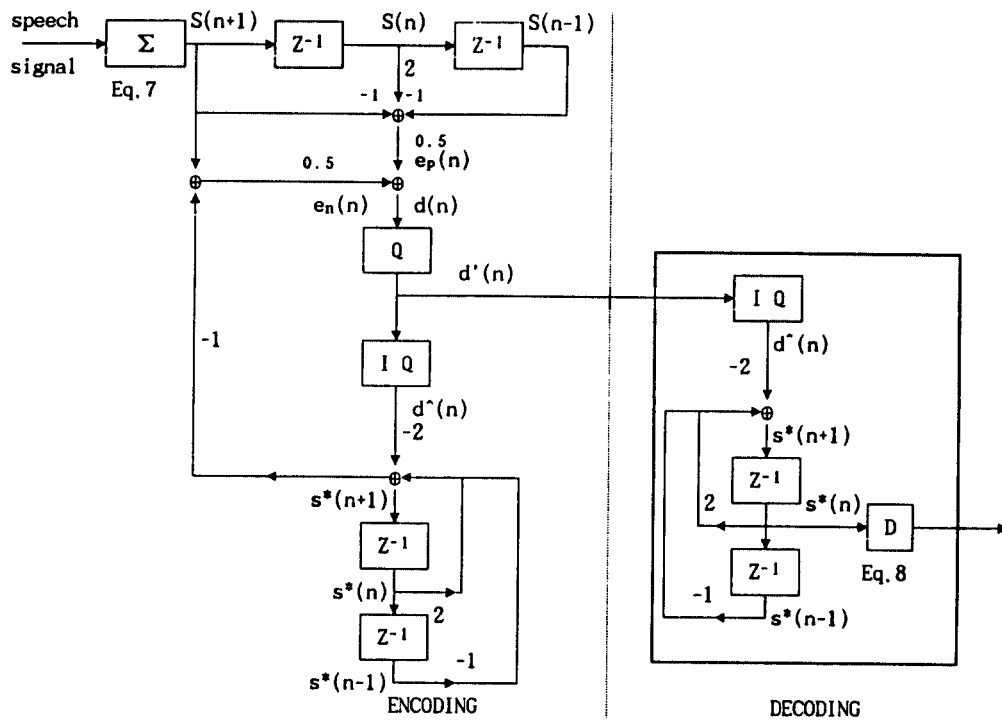 speech
signal
Σ
Eq.7
S(n+1)
Z-1
S(n)
Z-1
S(n-1)
2
-1
-1
⊕
0.5
ep(n)
0.5
⊕
⊕
en(n)
d(n)
Q
d'(n)
-1
I Q
d^(n)
-2
⊕
s*(n+1)
Z-1
s*(n)
2
Z-1
-1
s*(n-1)
ENCODING
I Q
d^(n)
-2
⊕
s*(n+1)
Z-1
s*(n)
2
D
Eq.8
Z-1
-1
s*(n-1)
DECODING